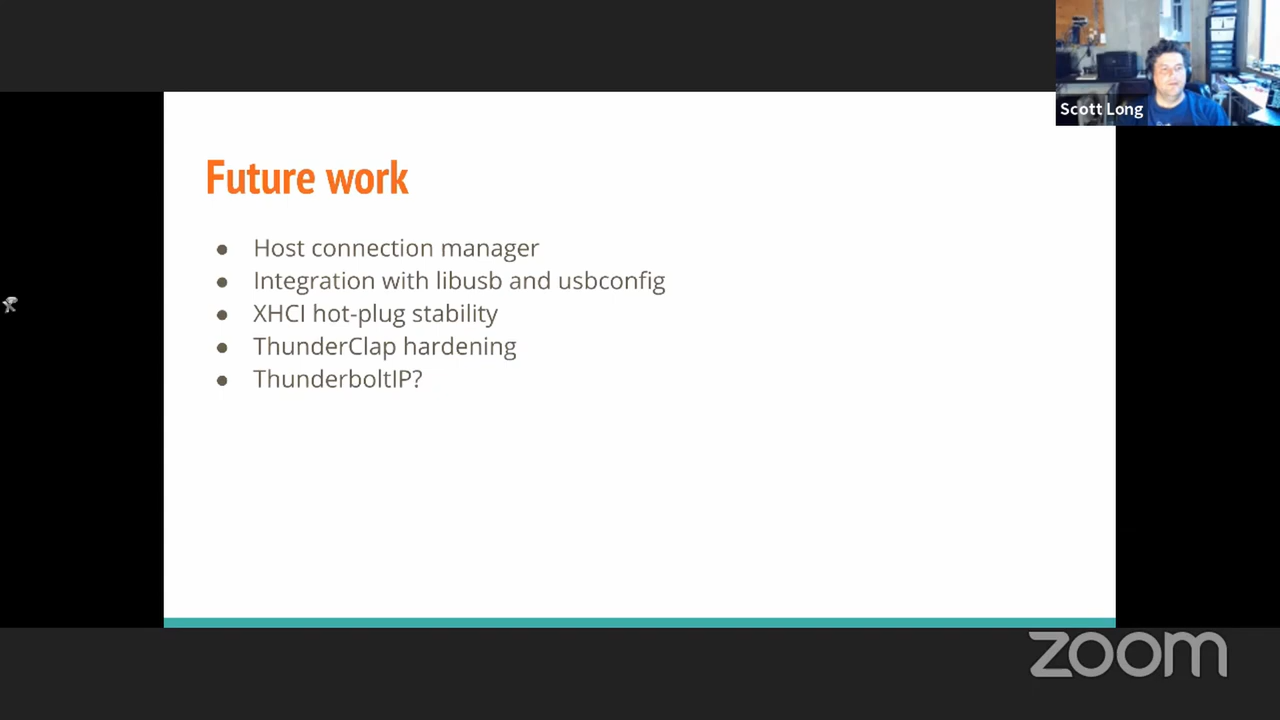 Scott Long
Future work
● Host connection manager
● Integration with libusb and usbconfig
● XHCI hot-plug stability
● ThunderClap hardening
● ThunderboltIP?
zoom